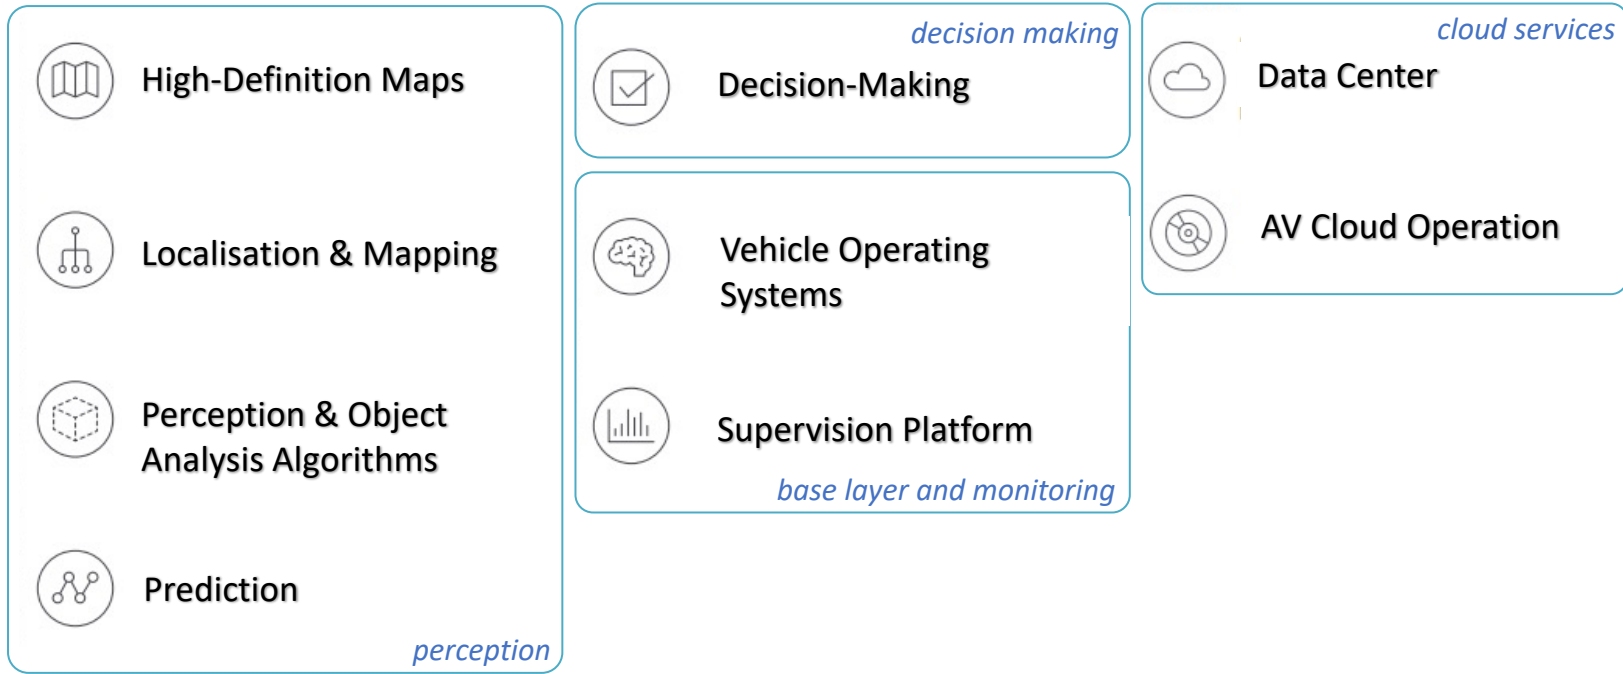 High-Definition Maps
Localisation & Mapping
Perception & Object
Analysis Algorithms
Prediction
perception
decision making
Decision-Making
Vehicle Operating
Systems
Supervision Platform
base layer and monitoring
cloud services
Data Center
AV Cloud Operation